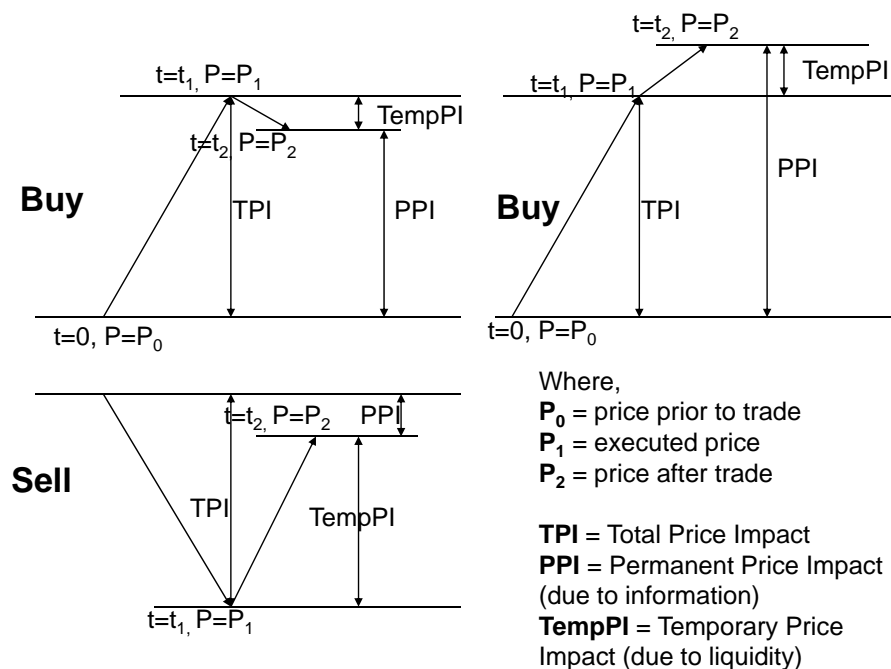 t=t1, P=P1
TempPI
t=t2, P=P2
Buy
TPI
PPI
t=0, P=P0
t=t2, P=P2
TempPI
t=t1, P=P1
PPI
Buy
TPI
t=0, P=P0
t=t2, P=P2
PPI
Sell
TPI
TempPI
t=t1, P=P1
Where,
P0 = price prior to trade
P1 = executed price
P2 = price after trade
TPI = Total Price Impact
PPI = Permanent Price Impact
(due to information)
TempPI = Temporary Price
Impact (due to liquidity)